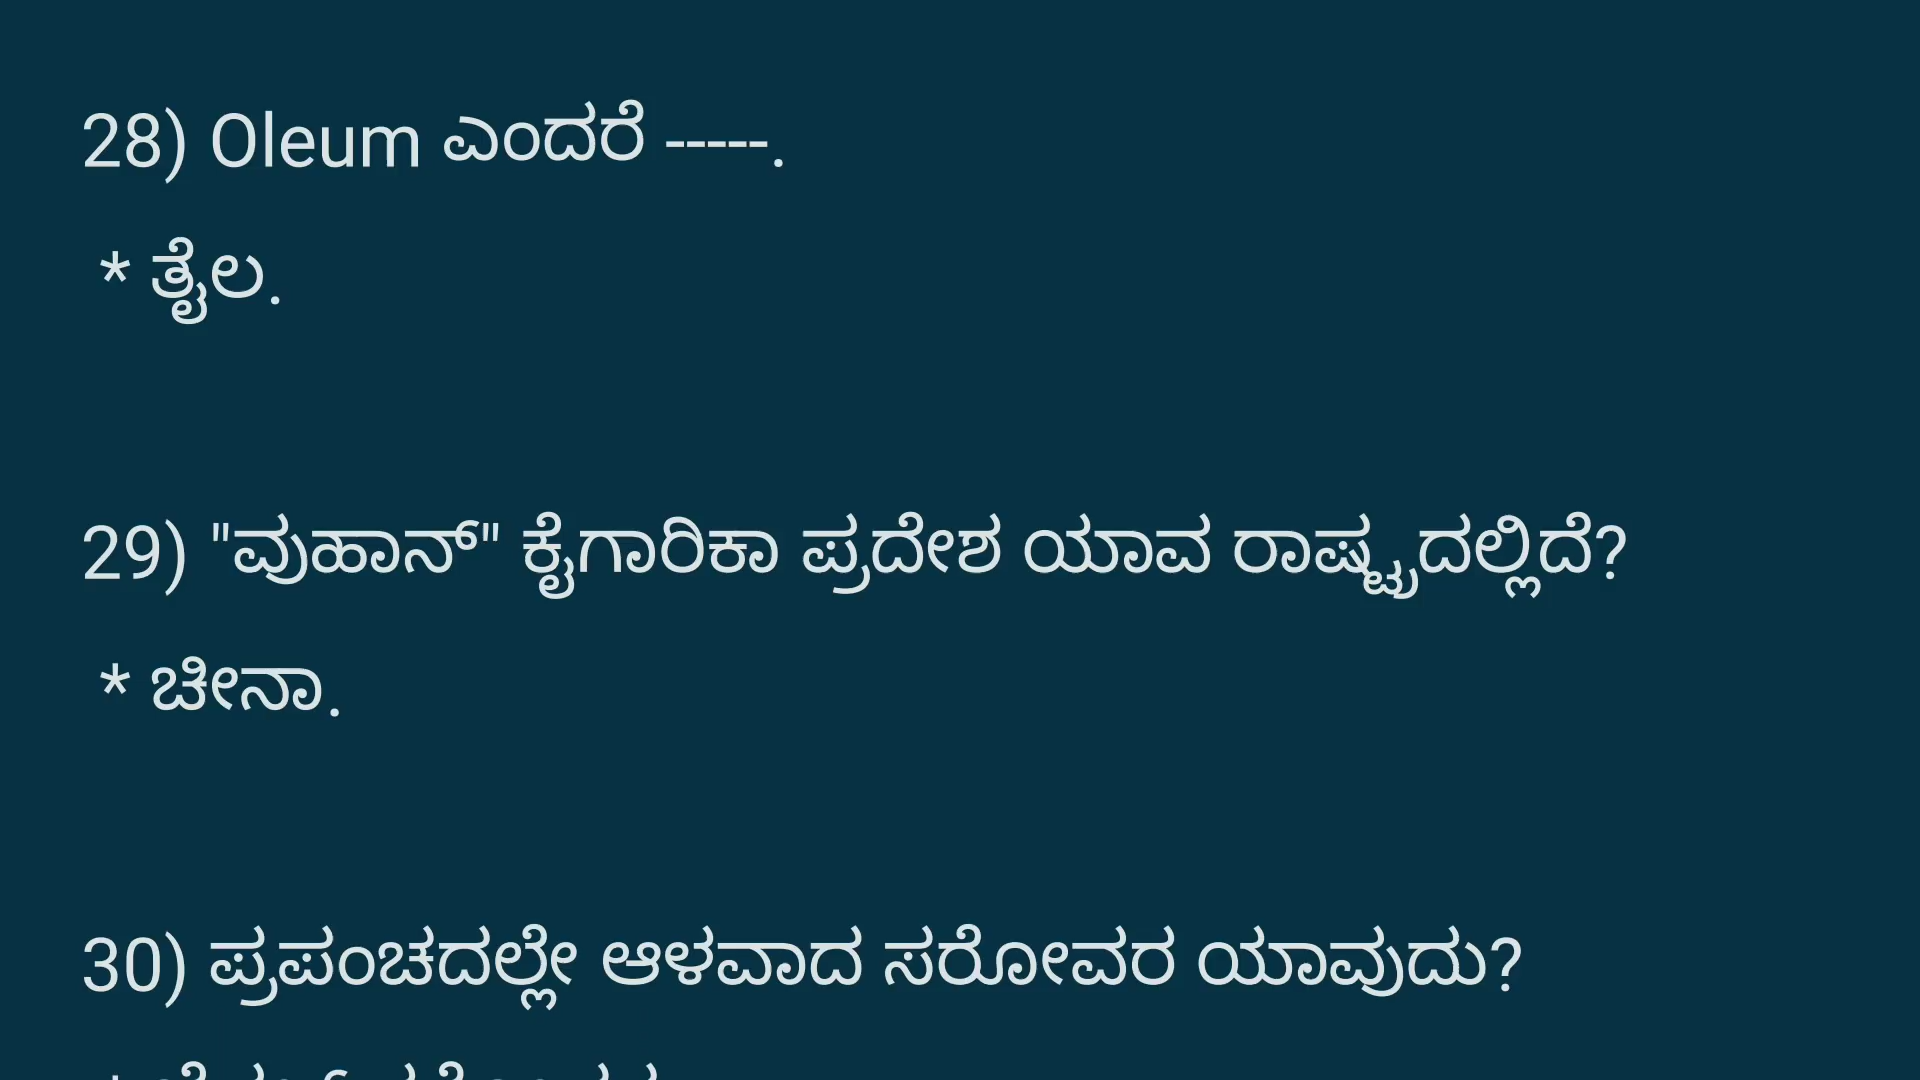 28) Oleum ಎಂದರೆ -----.
* ತೈಲ.
29) "ವುಹಾನ್" ಕೈಗಾರಿಕಾ ಪ್ರದೇಶ ಯಾವ ರಾಷ್ಟ್ರದಲ್ಲಿದೆ?
* ಚೀನಾ.
30) ಪ್ರಪಂಚದಲ್ಲೇ ಆಳವಾದ ಸರೋವರ ಯಾವುದು?